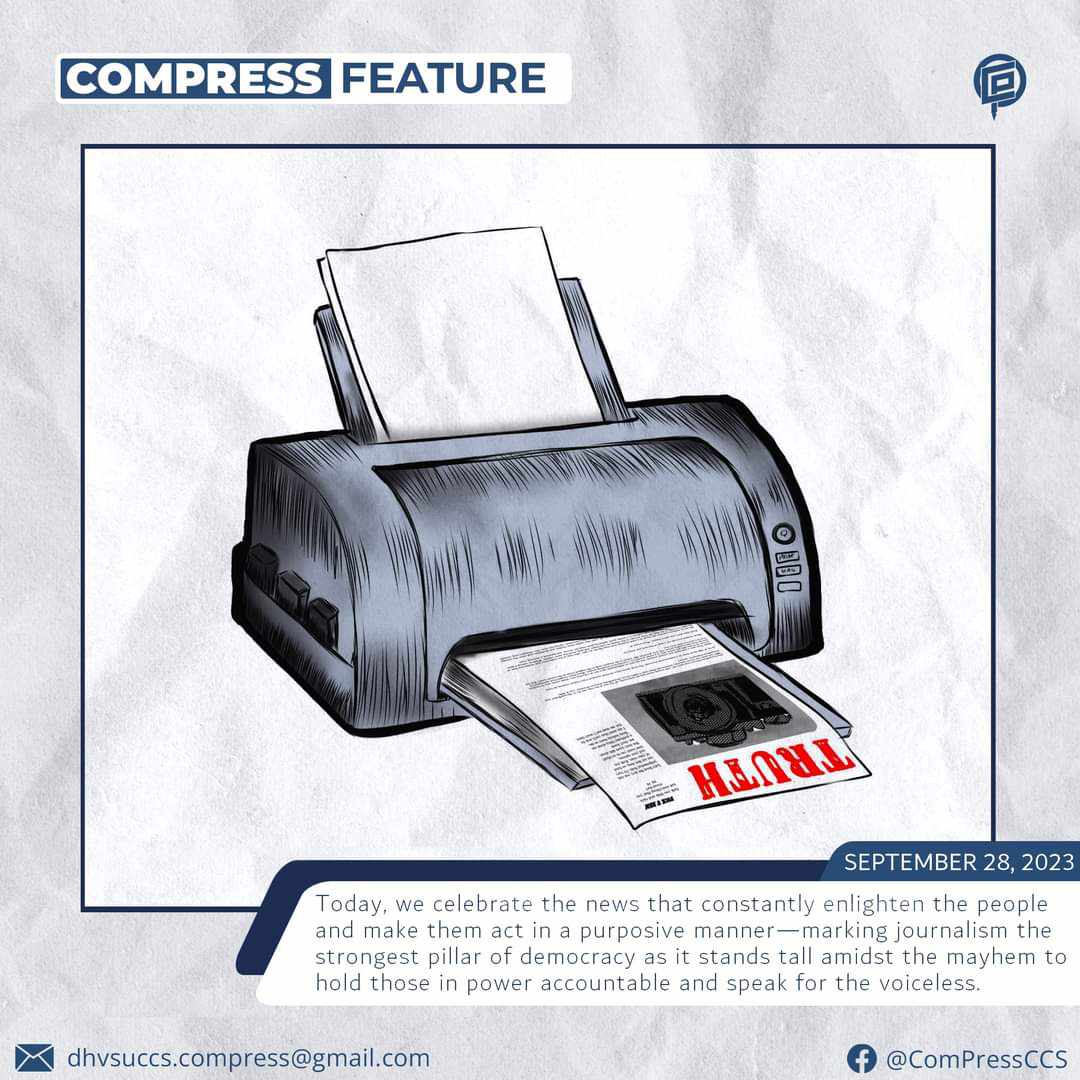 COMPRESS FEATURE
TRUTH
SEPTEMBER 28, 2023
Today, we celebrate the news that constantly enlighten the people
and make them act in a purposive manner—marking journalism the
strongest pillar of democracy as it stands tall amidst the mayhem to
hold those in power accountable and speak for the voiceless.
dhvsuccs.compress@gmail.com
@ComPressCCS